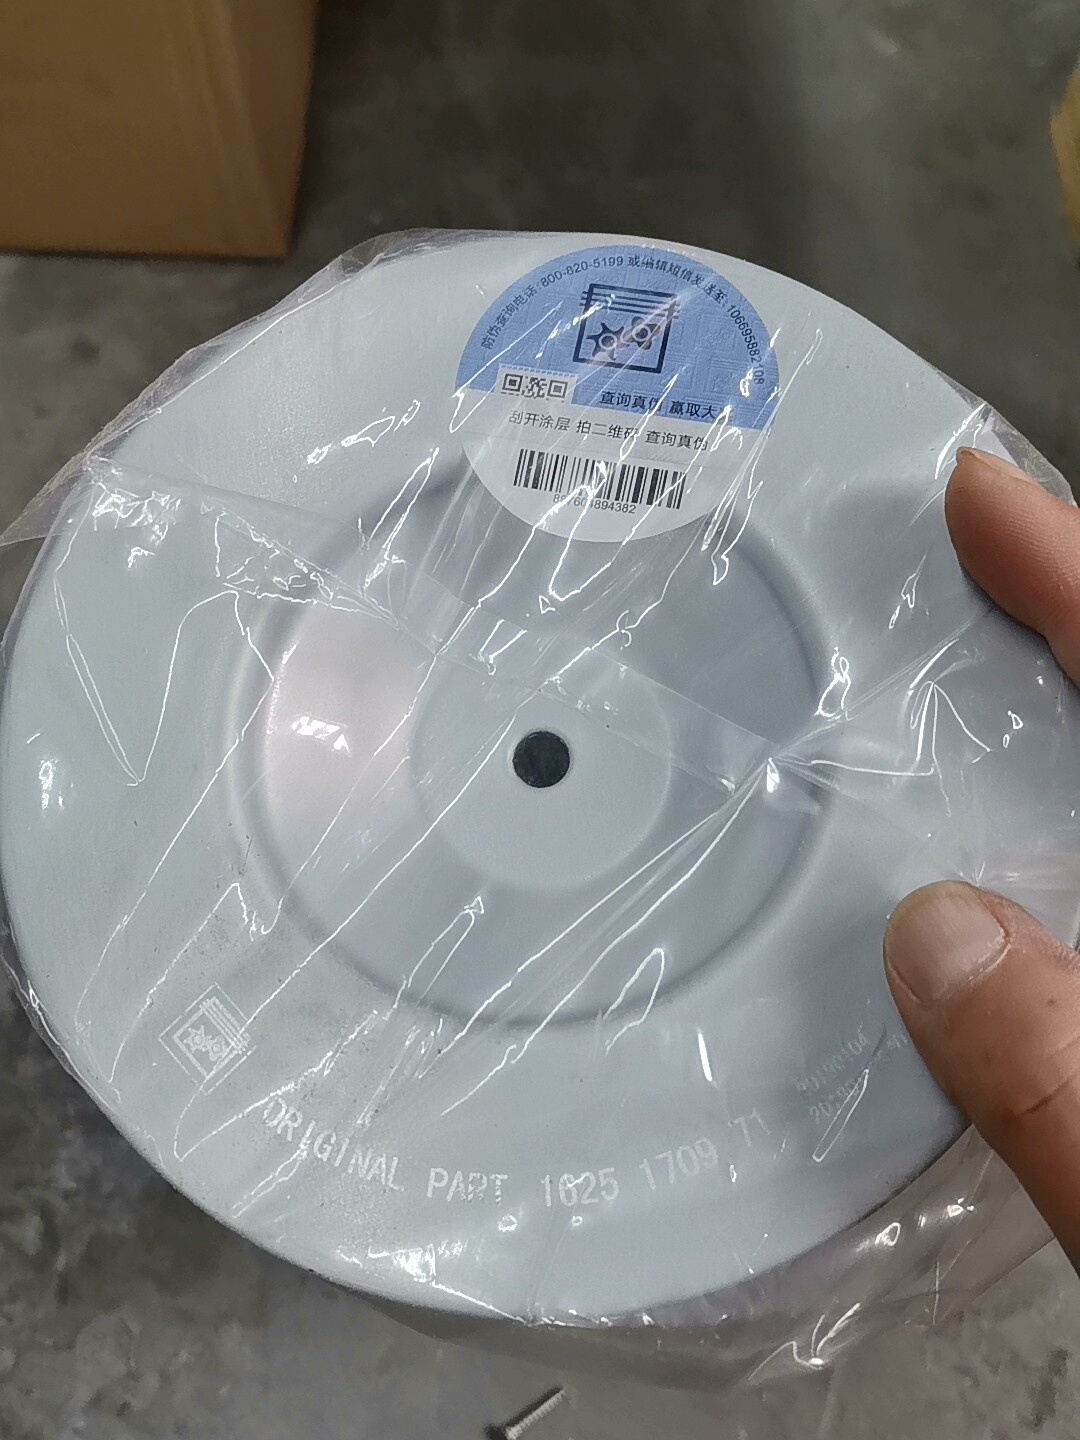 防伪查询电话:800-820-5199 或编辑短信发送至:106695882108
查询真伪 赢取大
刮开涂层 拍二维码 查询真伪
ORIGINAL PART 1625 1709 71